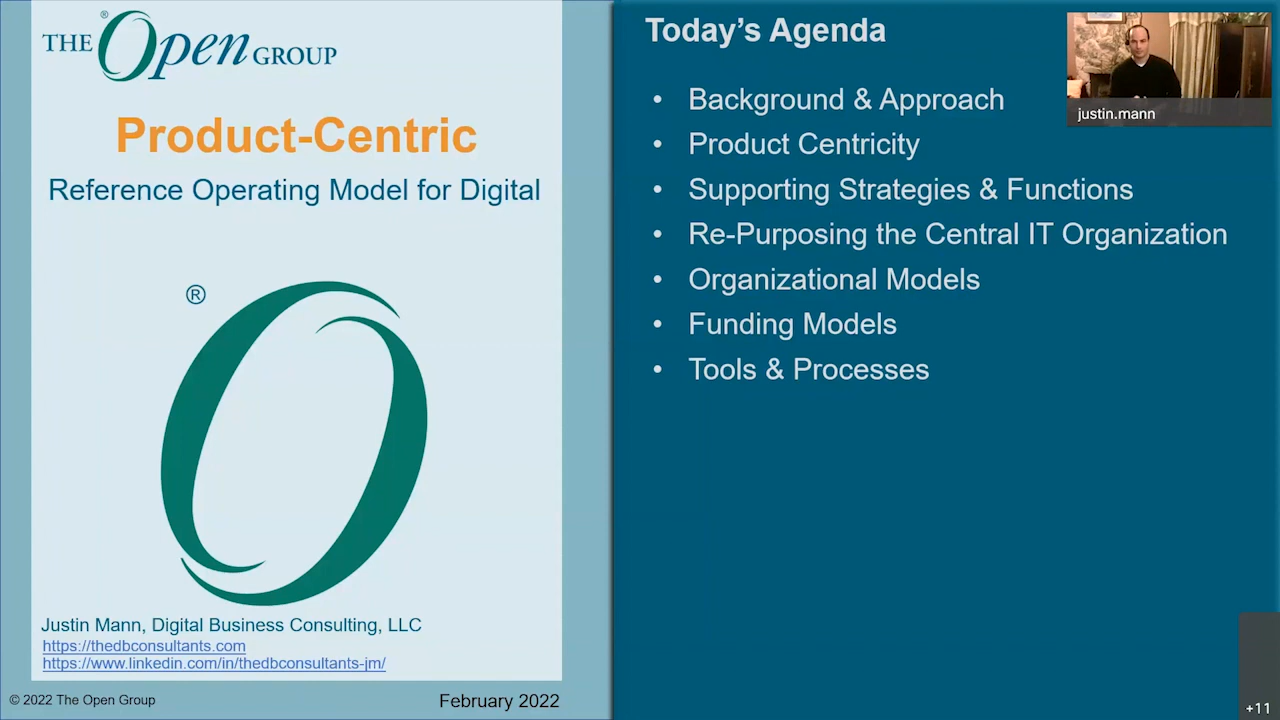 THE Open GROUP ®
Product-Centric
Reference Operating Model for Digital
®
Justin Mann, Digital Business Consulting, LLC
https://thedbconsultants.com
https://www.linkedin.com/in/thedbconsultants-jm/
© 2022 The Open Group
February 2022
Today’s Agenda
• Background & Approach
• Product Centricity
• Supporting Strategies & Functions
• Re-Purposing the Central IT Organization
• Organizational Models
• Funding Models
• Tools & Processes
justin.mann
+11